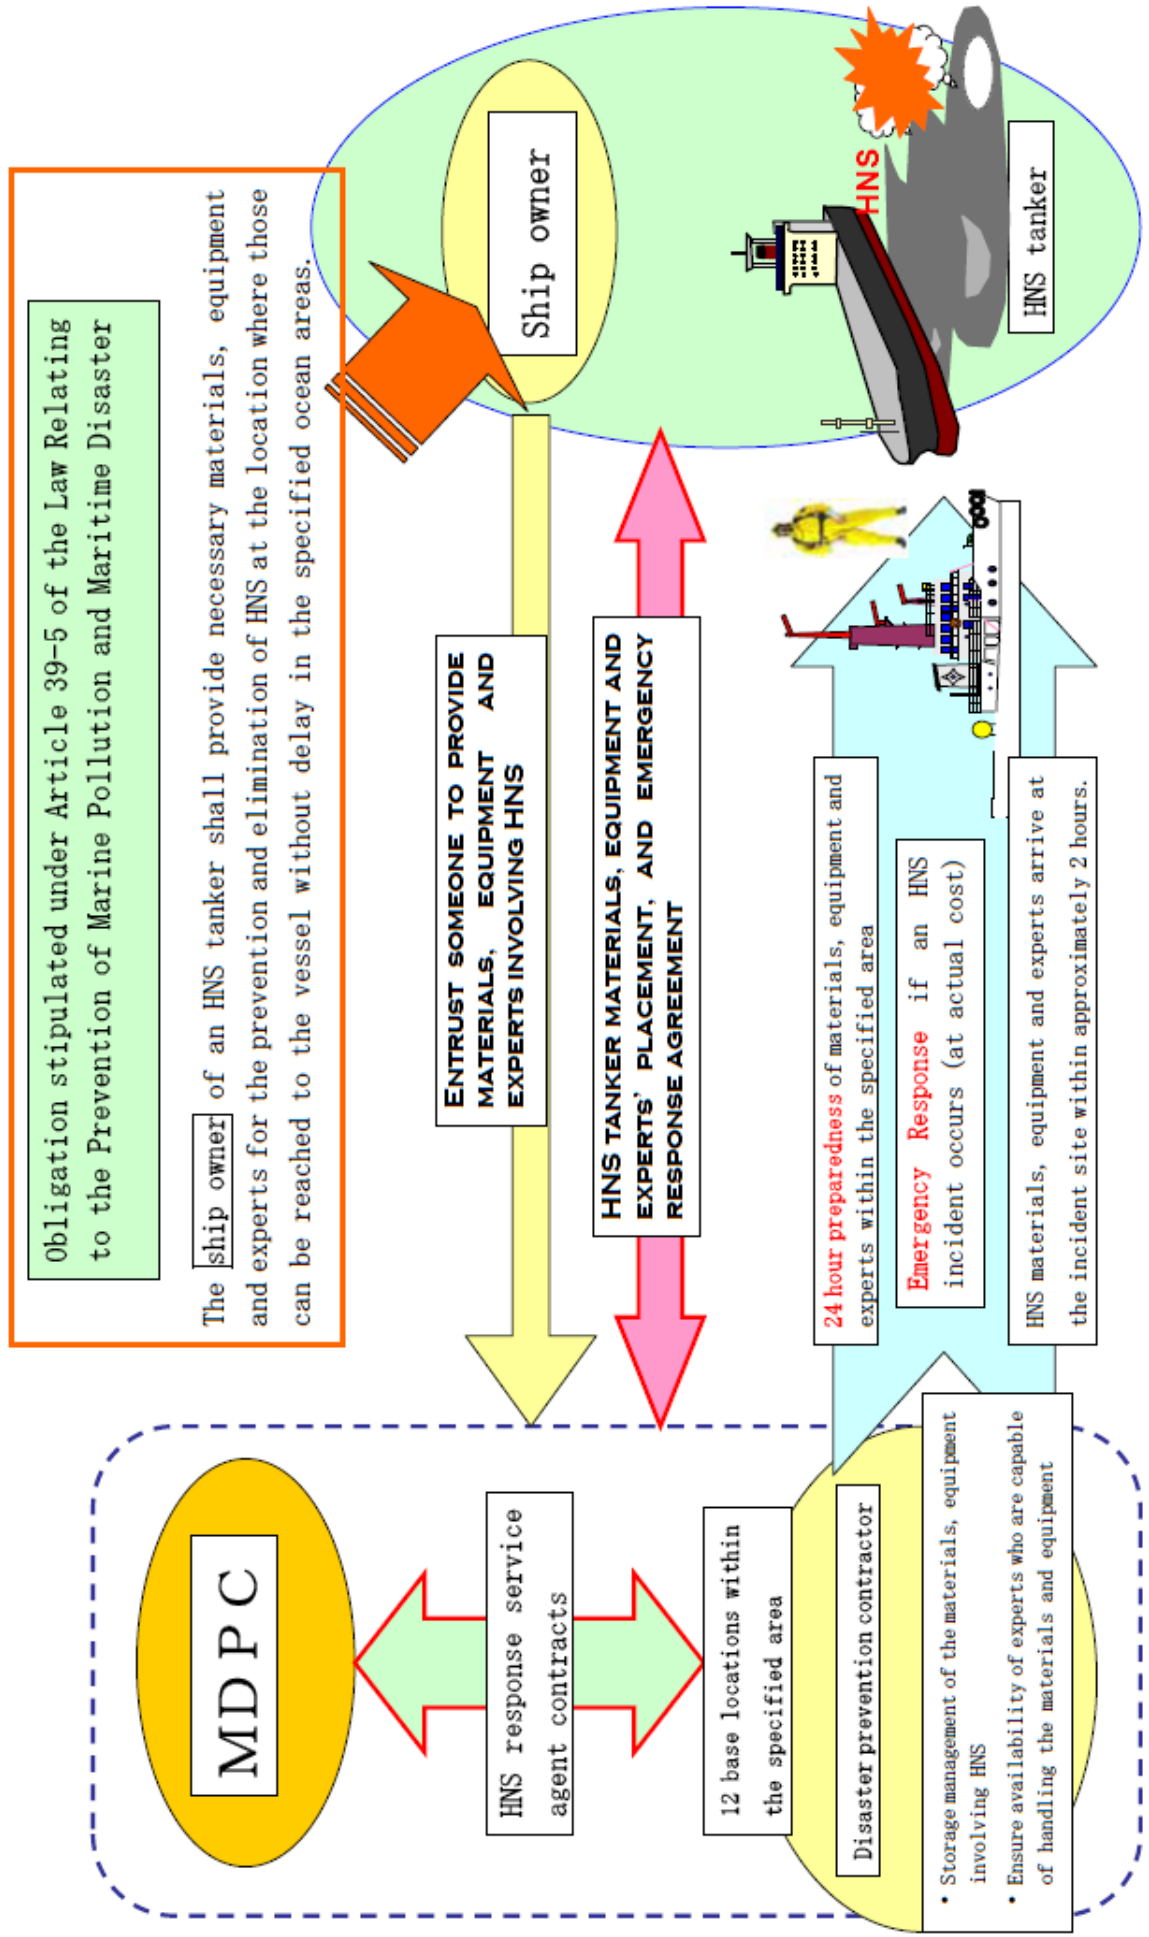 Obligation stipulated under Article 39-5 of the Law Relating
to the Prevention of Marine Pollution and Maritime Disaster
The ship owner of an HNS tanker shall provide necessary materials, equipment
and experts for the prevention and elimination of HNS at the location where those
can be reached to the vessel without delay in the specified ocean areas.
MDPC
HNS response service
agent contracts
12 base locations within
the specified area
Disaster prevention contractor
・Storage management of the materials, equipment
involving HNS
・Ensure availability of experts who are capable
of handling the materials and equipment
ENTRUST SOMEONE TO PROVIDE
MATERIALS, EQUIPMENT AND
EXPERTS INVOLVING HNS
HNS TANKER MATERIALS, EQUIPMENT AND
EXPERTS' PLACEMENT, AND EMERGENCY
RESPONSE AGREEMENT
24 hour preparedness of materials, equipment and
experts within the specified area
Emergency Response if an HNS
incident occurs (at actual cost)
HNS materials, equipment and experts arrive at
the incident site within approximately 2 hours.
Ship owner
HNS
HNS tanker